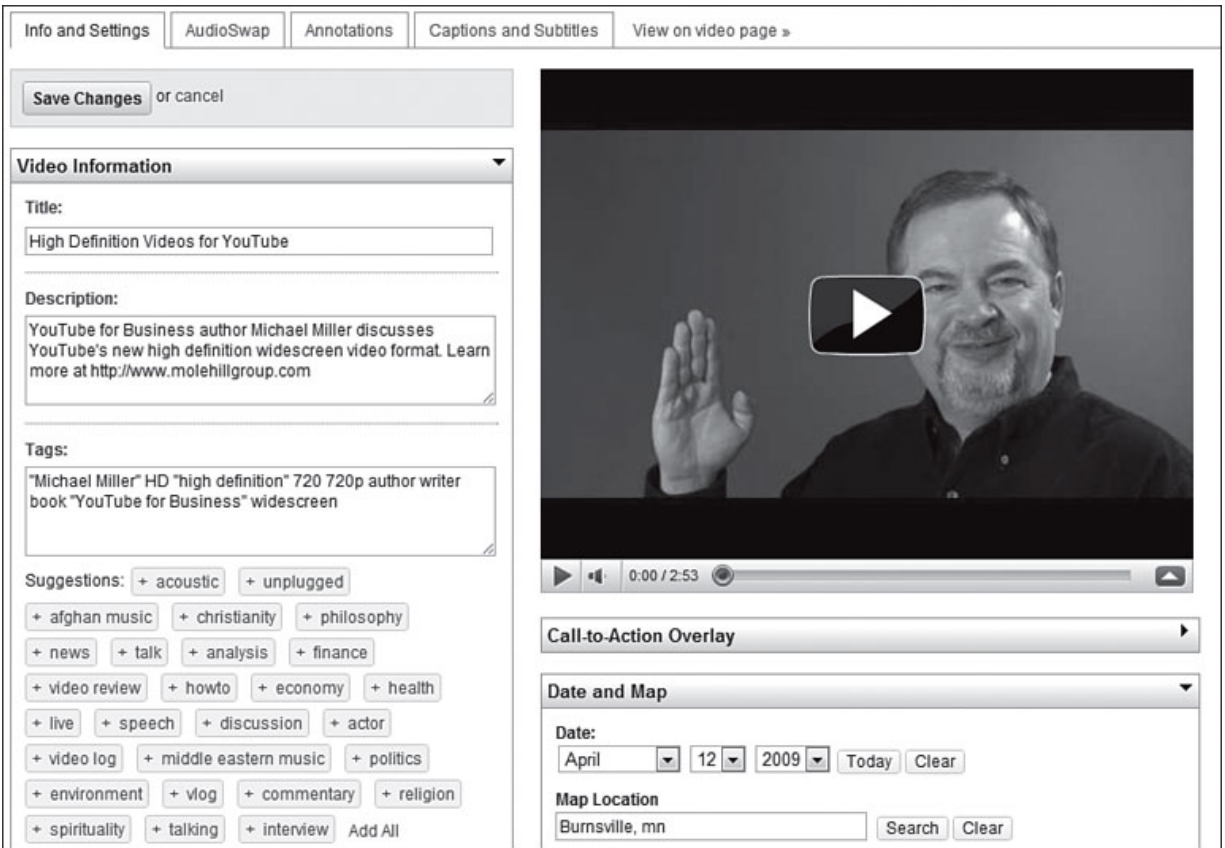 Info and Settings AudioSwap Annotations Captions and Subtitles View on video page »
Save Changes or cancel
Video Information
Title:
High Definition Videos for YouTube
Description:
YouTube for Business author Michael Miller discusses
YouTube's new high definition widescreen video format. Learn
more at http://www.molehillgroup.com
Tags:
"Michael Miller" HD "high definition" 720 720p author writer
book "YouTube for Business" widescreen
Suggestions: + acoustic + unplugged
+ afghan music + christianity + philosophy
+ news + talk + analysis + finance
+ video review + howto + economy + health
+ live + speech + discussion + actor
+ video log + middle eastern music + politics
+ environment + vlog + commentary + religion
+ spirituality + talking + interview Add All
0:00 / 2:53
Call-to-Action Overlay
Date and Map
Date:
April 12 2009 Today Clear
Map Location
Burnsville, mn Search Clear